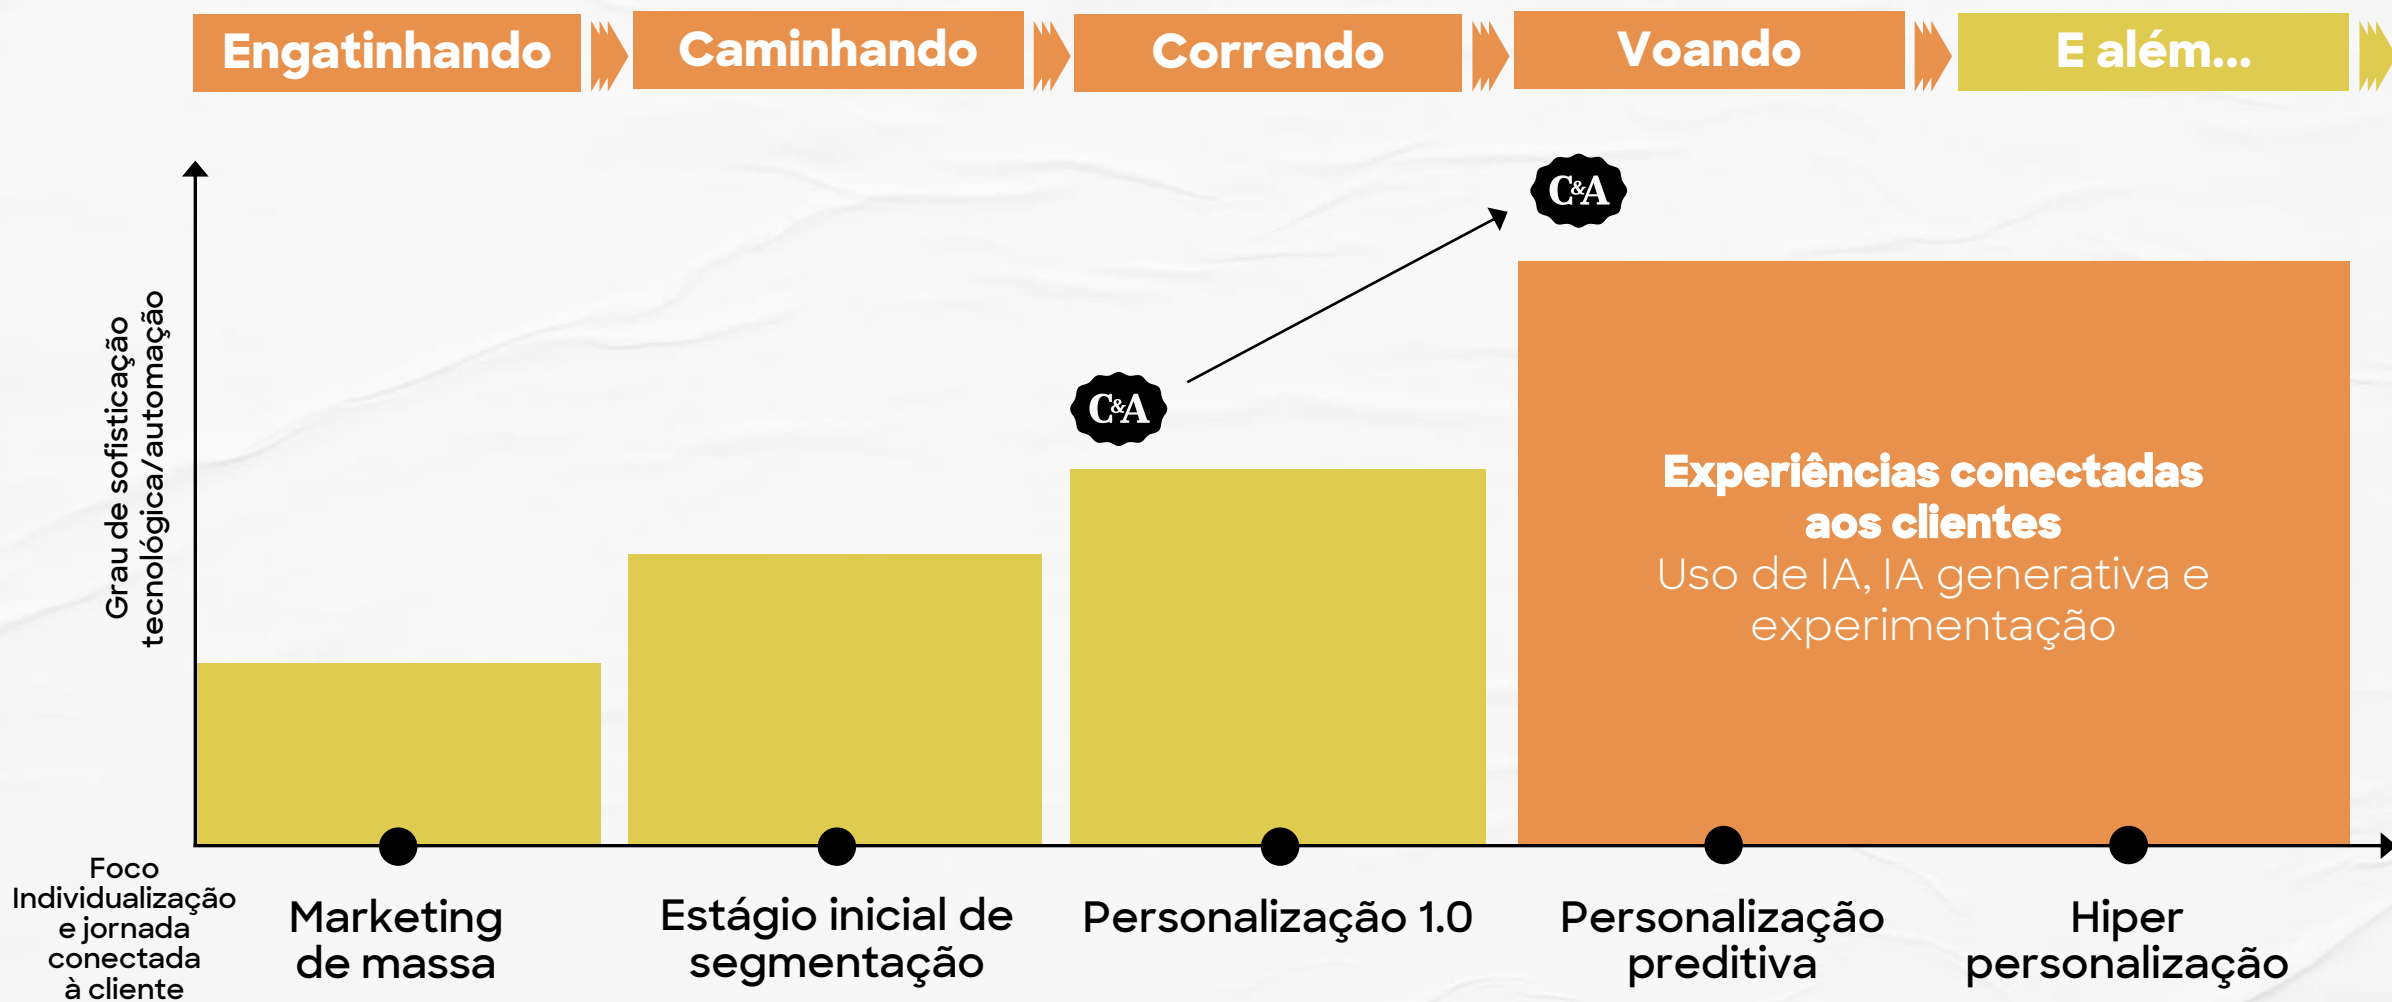 Engatinhando
Caminhando
Correndo
Voando
E além...
C&A
C&A
Grau de sofisticação
tecnológica/automação
Experiências conectadas
aos clientes
Uso de IA, IA generativa e
experimentação
Foco
Individualização
e jornada
conectada
à cliente
Marketing
de massa
Estágio inicial de
segmentação
Personalização 1.0
Personalização
preditiva
Hiper
personalização